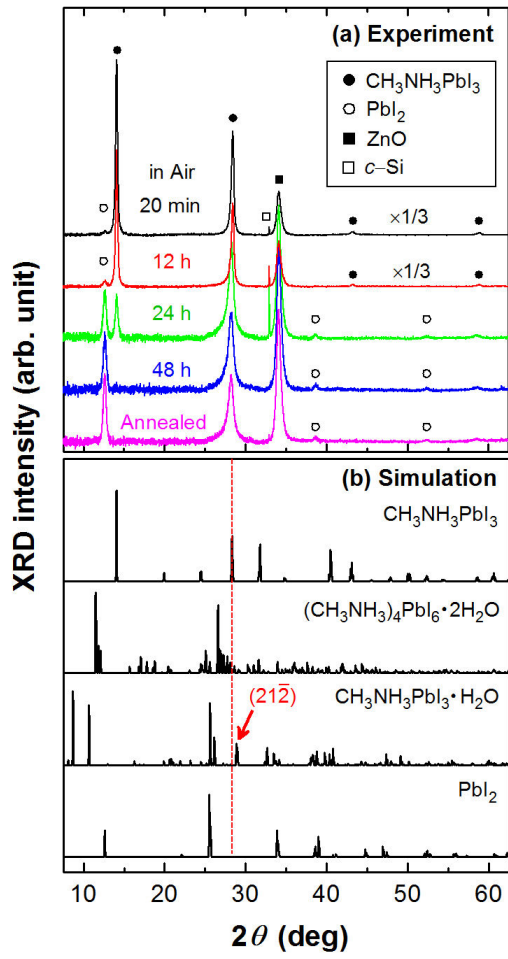 (a) Experiment
● CH₃NH₃PbI₃
○ PbI₂
■ ZnO
□ c–Si
in Air
20 min
×1/3
12 h
×1/3
24 h
48 h
Annealed
XRD intensity (arb. unit)
(b) Simulation
CH₃NH₃PbI₃
(CH₃NH₃)₄PbI₆•2H₂O
CH₃NH₃PbI₃•H₂O
(212̄)
PbI₂
10 20 30 40 50 60
2θ (deg)